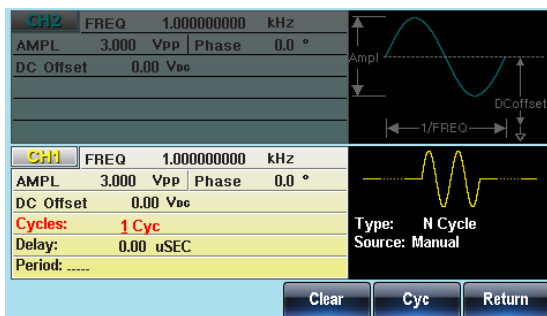 CH2 FREQ 1.000000000 kHz
AMPL 3.000 Vpp Phase 0.0 °
DC Offset 0.00 VDC
Ampl
DCoffset
1/FREQ
CH1 FREQ 1.000000000 kHz
AMPL 3.000 Vpp Phase 0.0 °
DC Offset 0.00 VDC
Cycles: 1 Cyc
Delay: 0.00 uSEC
Period: .....
Type: N Cycle
Source: Manual
Clear Cyc Return